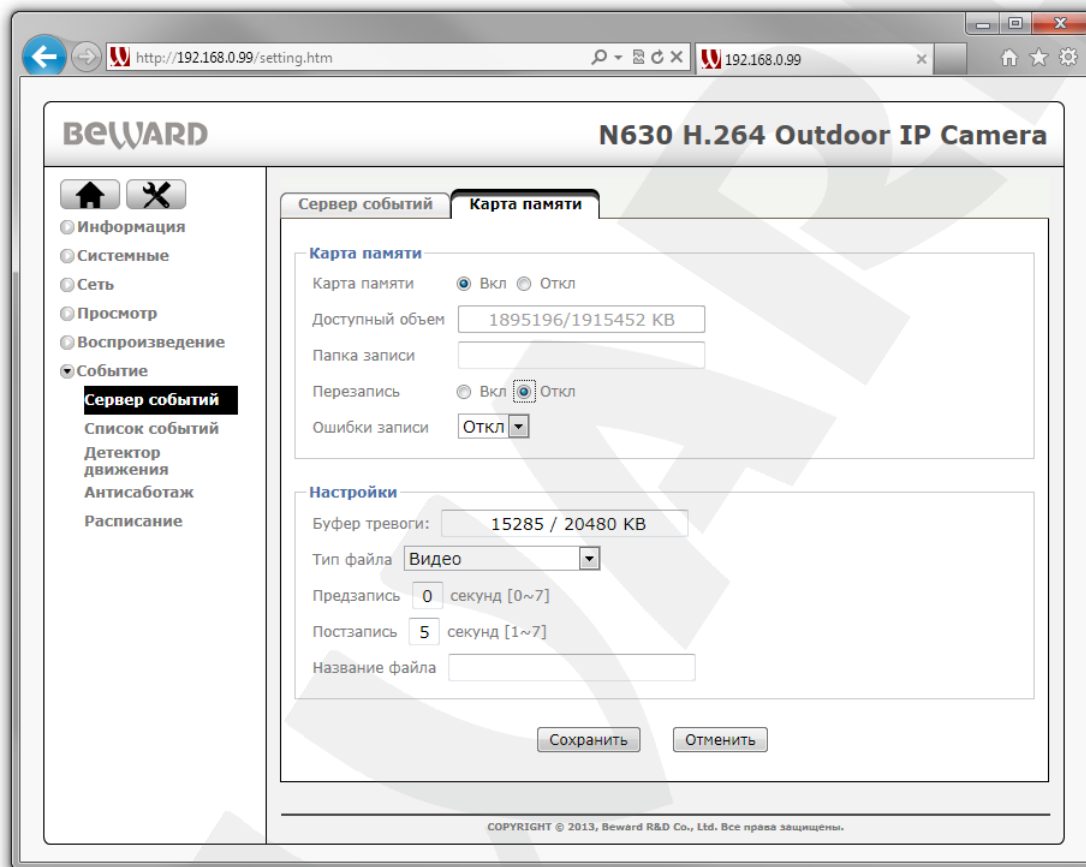 http://192.168.0.99/setting.htm
192.168.0.99
BEWARD
N630 H.264 Outdoor IP Camera
Информация
Системные
Сеть
Просмотр
Воспроизведение
Событие
Сервер событий
Список событий
Детектор
движения
Антисаботаж
Расписание
Сервер событий Карта памяти
Карта памяти
Карта памяти Вкл Откл
Доступный объем 1895196/1915452 KB
Папка записи
Перезапись Вкл Откл
Ошибки записи Откл
Настройки
Буфер тревоги: 15285 / 20480 KB
Тип файла Видео
Предзапись 0 секунд [0~7]
Постзапись 5 секунд [1~7]
Название файла
Сохранить Отменить
COPYRIGHT © 2013, Beward R&D Co., Ltd. Все права защищены.